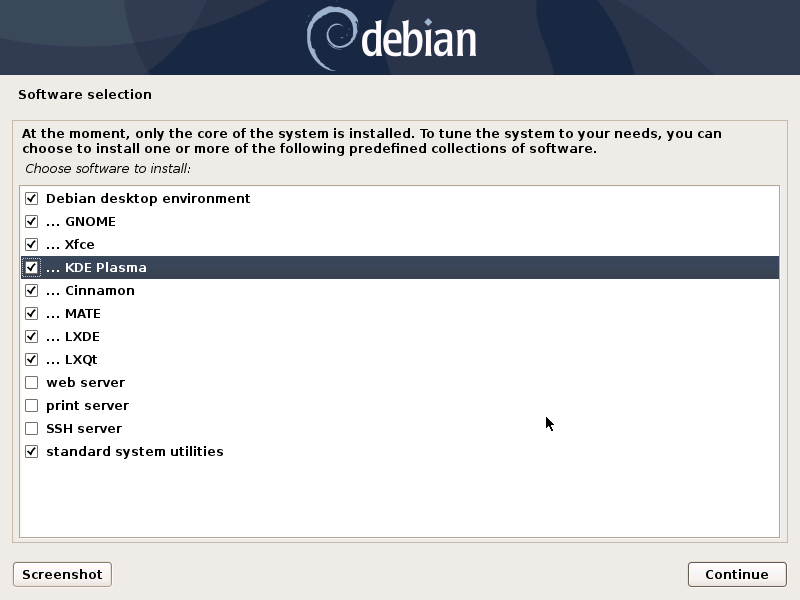 debian
Software selection
At the moment, only the core of the system is installed. To tune the system to your needs, you can
choose to install one or more of the following predefined collections of software.
Choose software to install:
Debian desktop environment
... GNOME
... Xfce
... KDE Plasma
... Cinnamon
... MATE
... LXDE
... LXQt
web server
print server
SSH server
standard system utilities
Screenshot
Continue